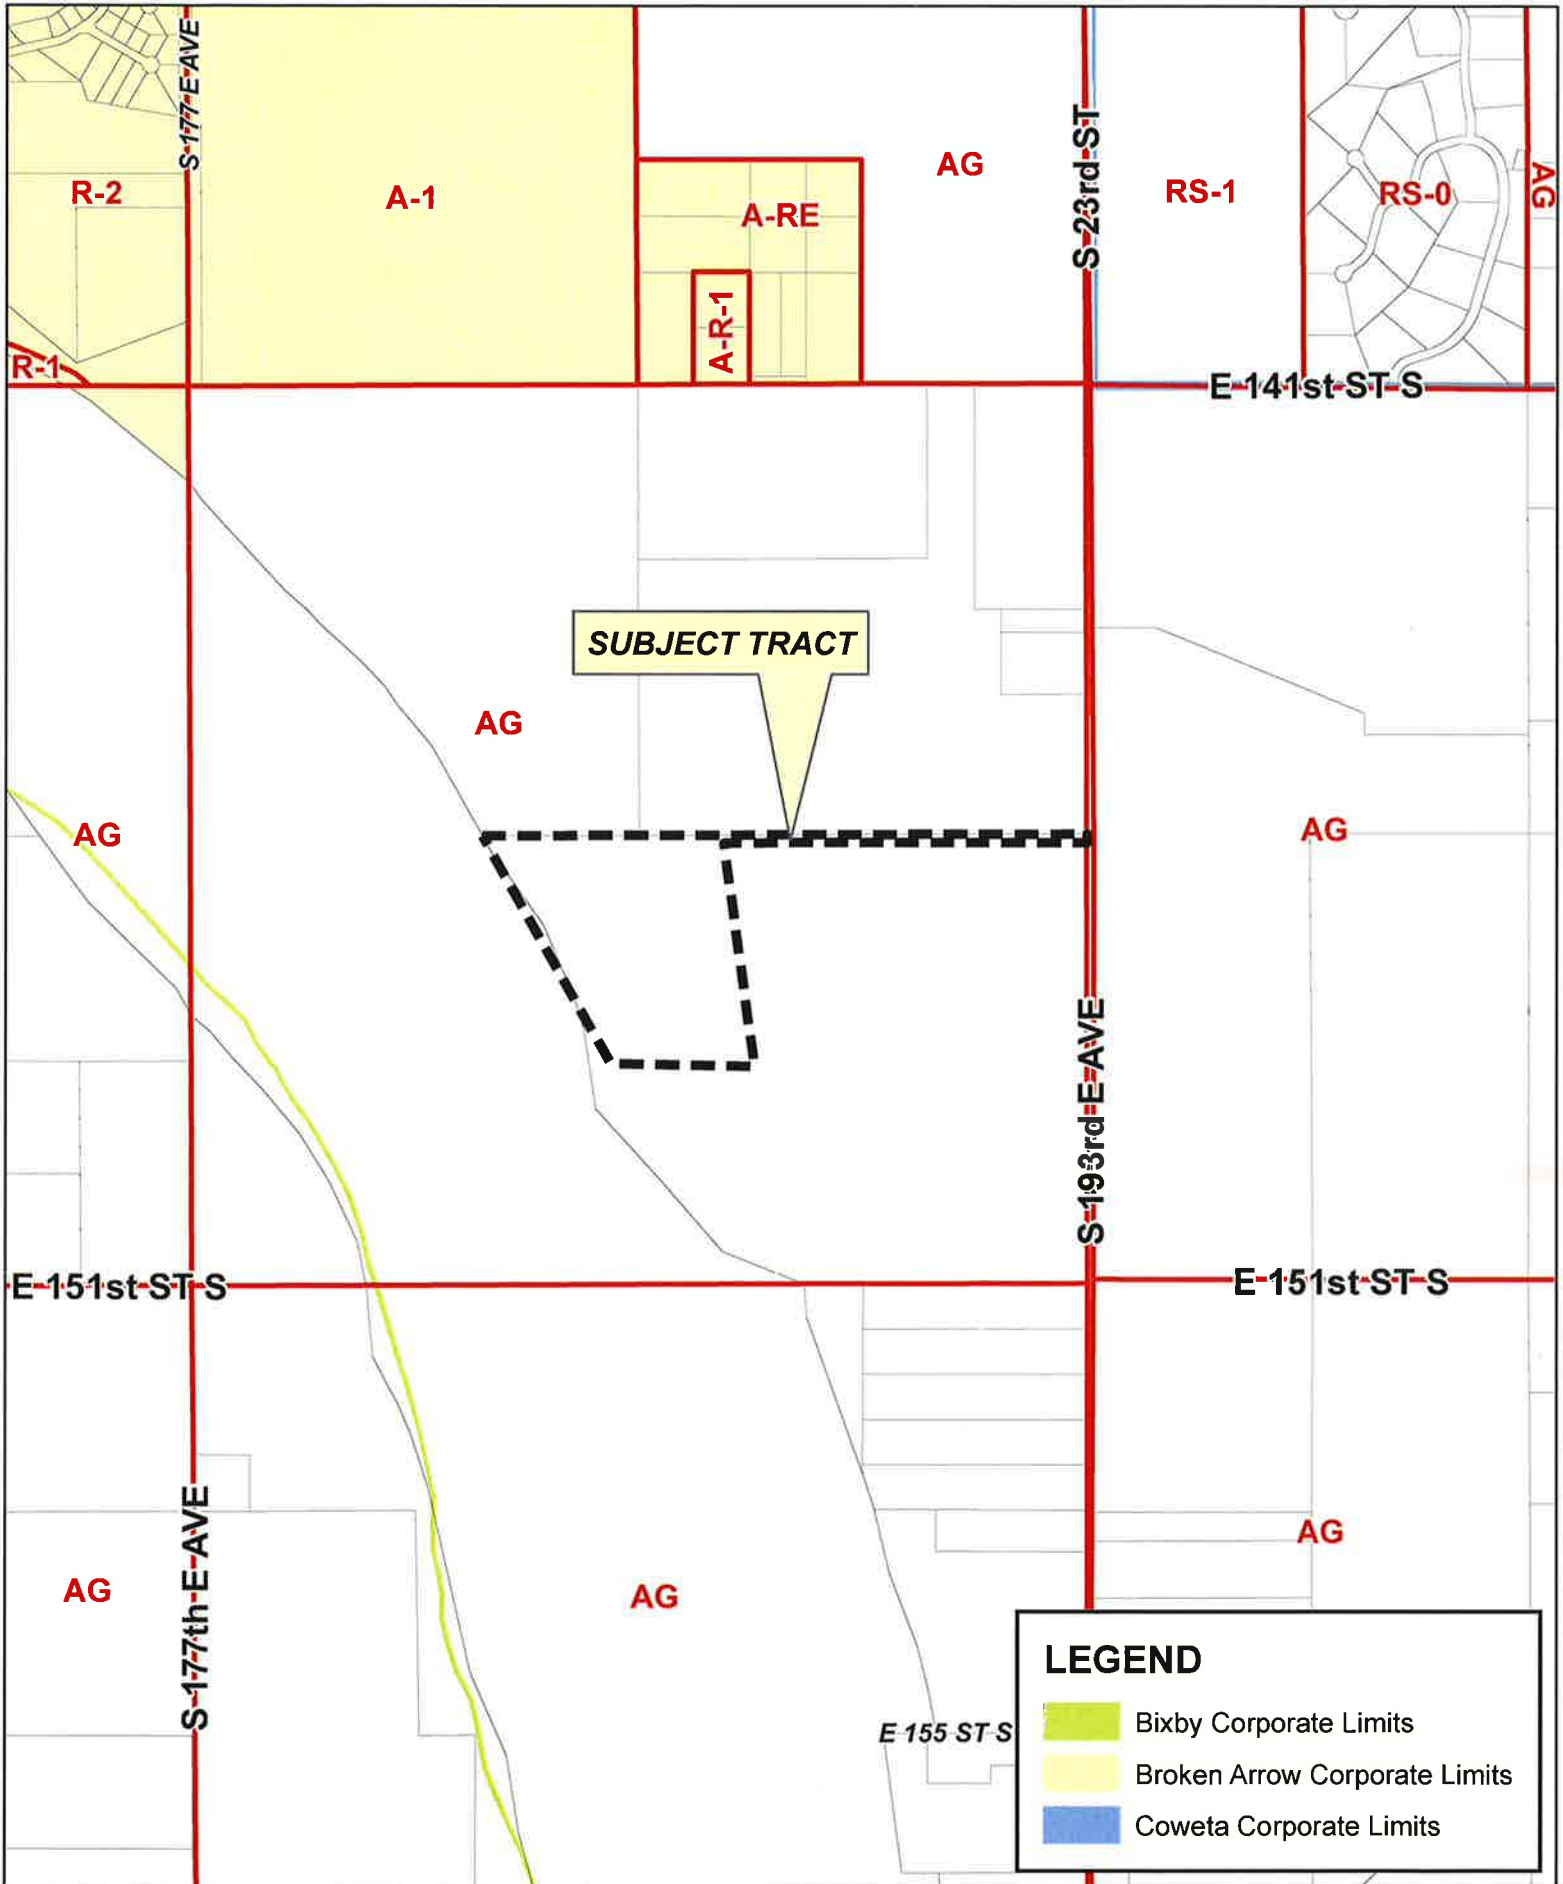 S 177 E AVE
R-2
A-1
A-RE
A-R-1
AG
S 23rd ST
RS-1
RS-0
AG
R-1
E 141st ST S
SUBJECT TRACT
AG
AG
AG
S 193rd E AVE
E 151st ST S
E 151st ST S
S 177th E AVE
AG
AG
AG
E 155 ST S
LEGEND
Bixby Corporate Limits
Broken Arrow Corporate Limits
Coweta Corporate Limits